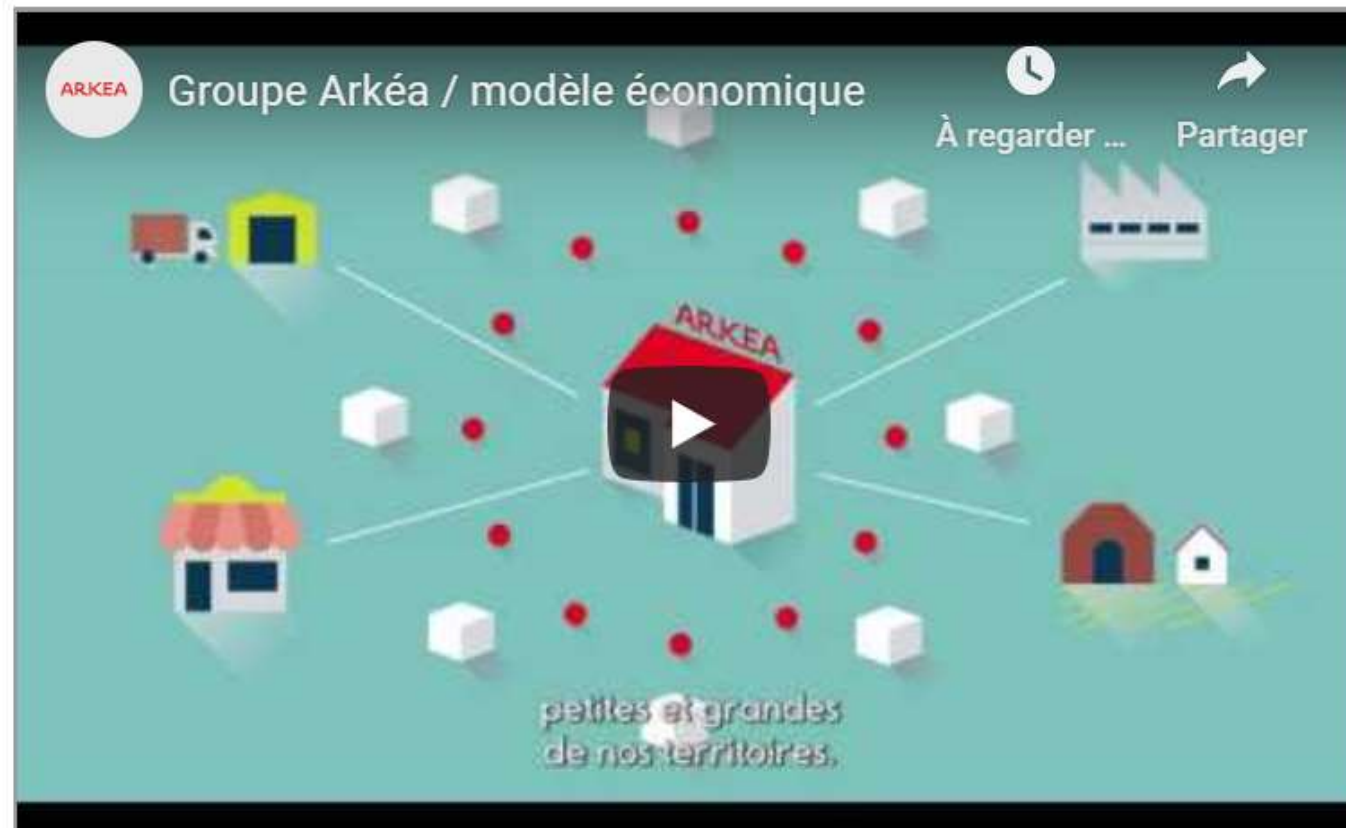 ARKEA
Groupe Arkéa / modèle économique
À regarder ...
Partager
ARKEA
petites et grandes
de nos territoires.